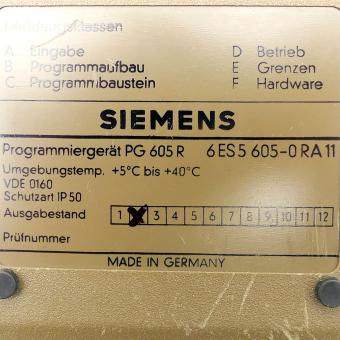 Meldungsklassen
A Eingabe D Betrieb
B Programmaufbau E Grenzen
C Programmbaustein F Hardware
SIEMENS
Programmiergerät PG 605 R 6ES5 605-0RA11
Umgebungstemp. +5°C bis +40°C
VDE 0160
Schutzart IP 50
Ausgabestand 1 3 4 5 6 7 8 9 10 11 12
Prüfnummer
MADE IN GERMANY